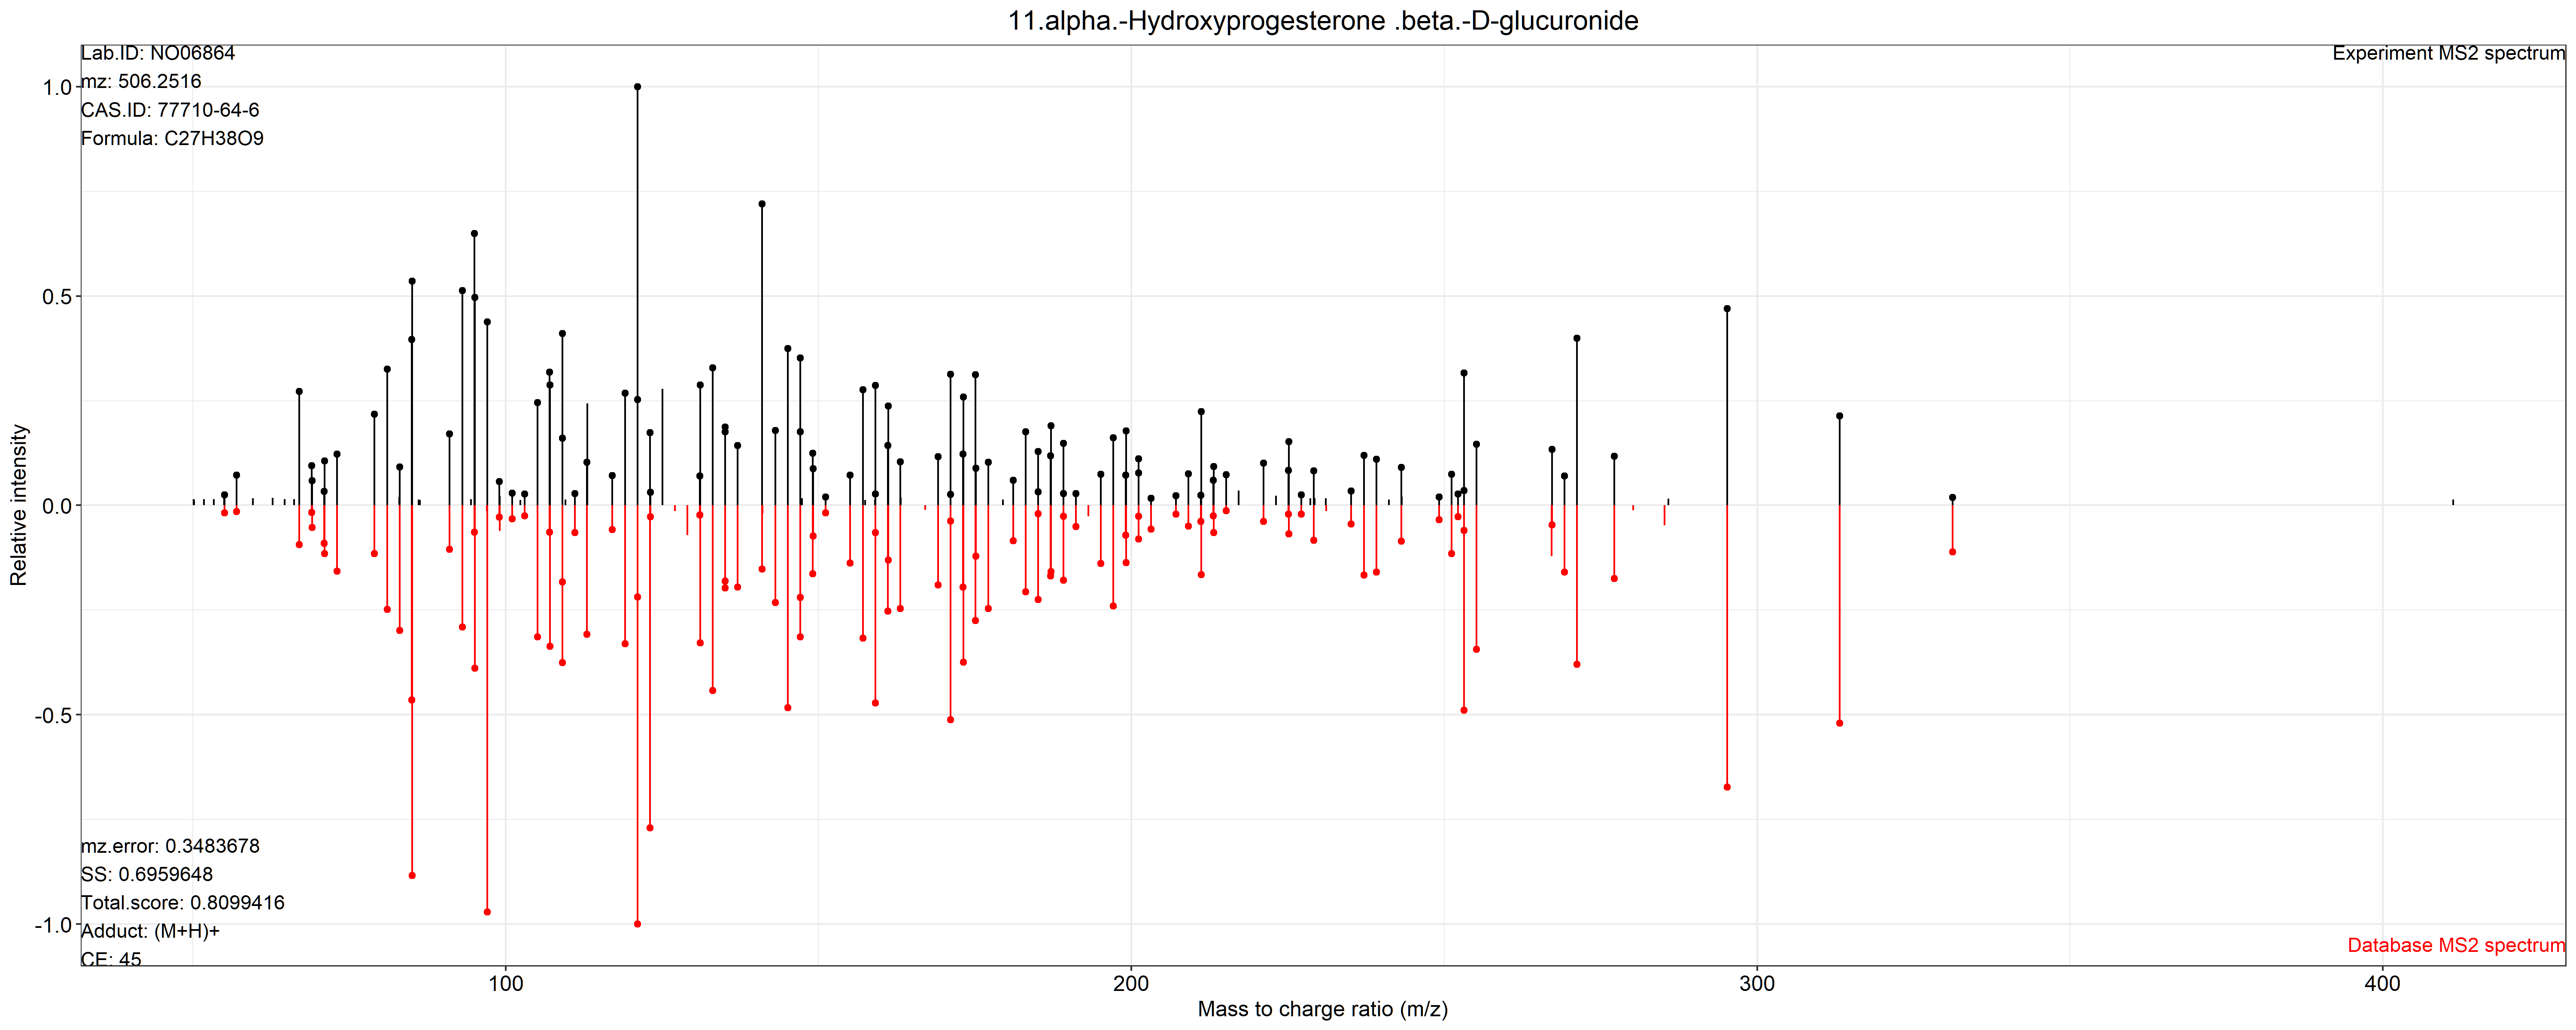 11.alpha.-Hydroxyprogesterone .beta.-D-glucuronide
Lab.ID: NO06864
Experiment MS2 spectrum
mz: 506.2516
CAS.ID: 77710-64-6
Formula: C27H38O9
1.0
0.5
0.0
-0.5
-1.0
Relative intensity
mz.error: 0.3483678
SS: 0.6959648
Total.score: 0.8099416
Adduct: (M+H)+
Database MS2 spectrum
CE: 45
100
200
300
400
Mass to charge ratio (m/z)